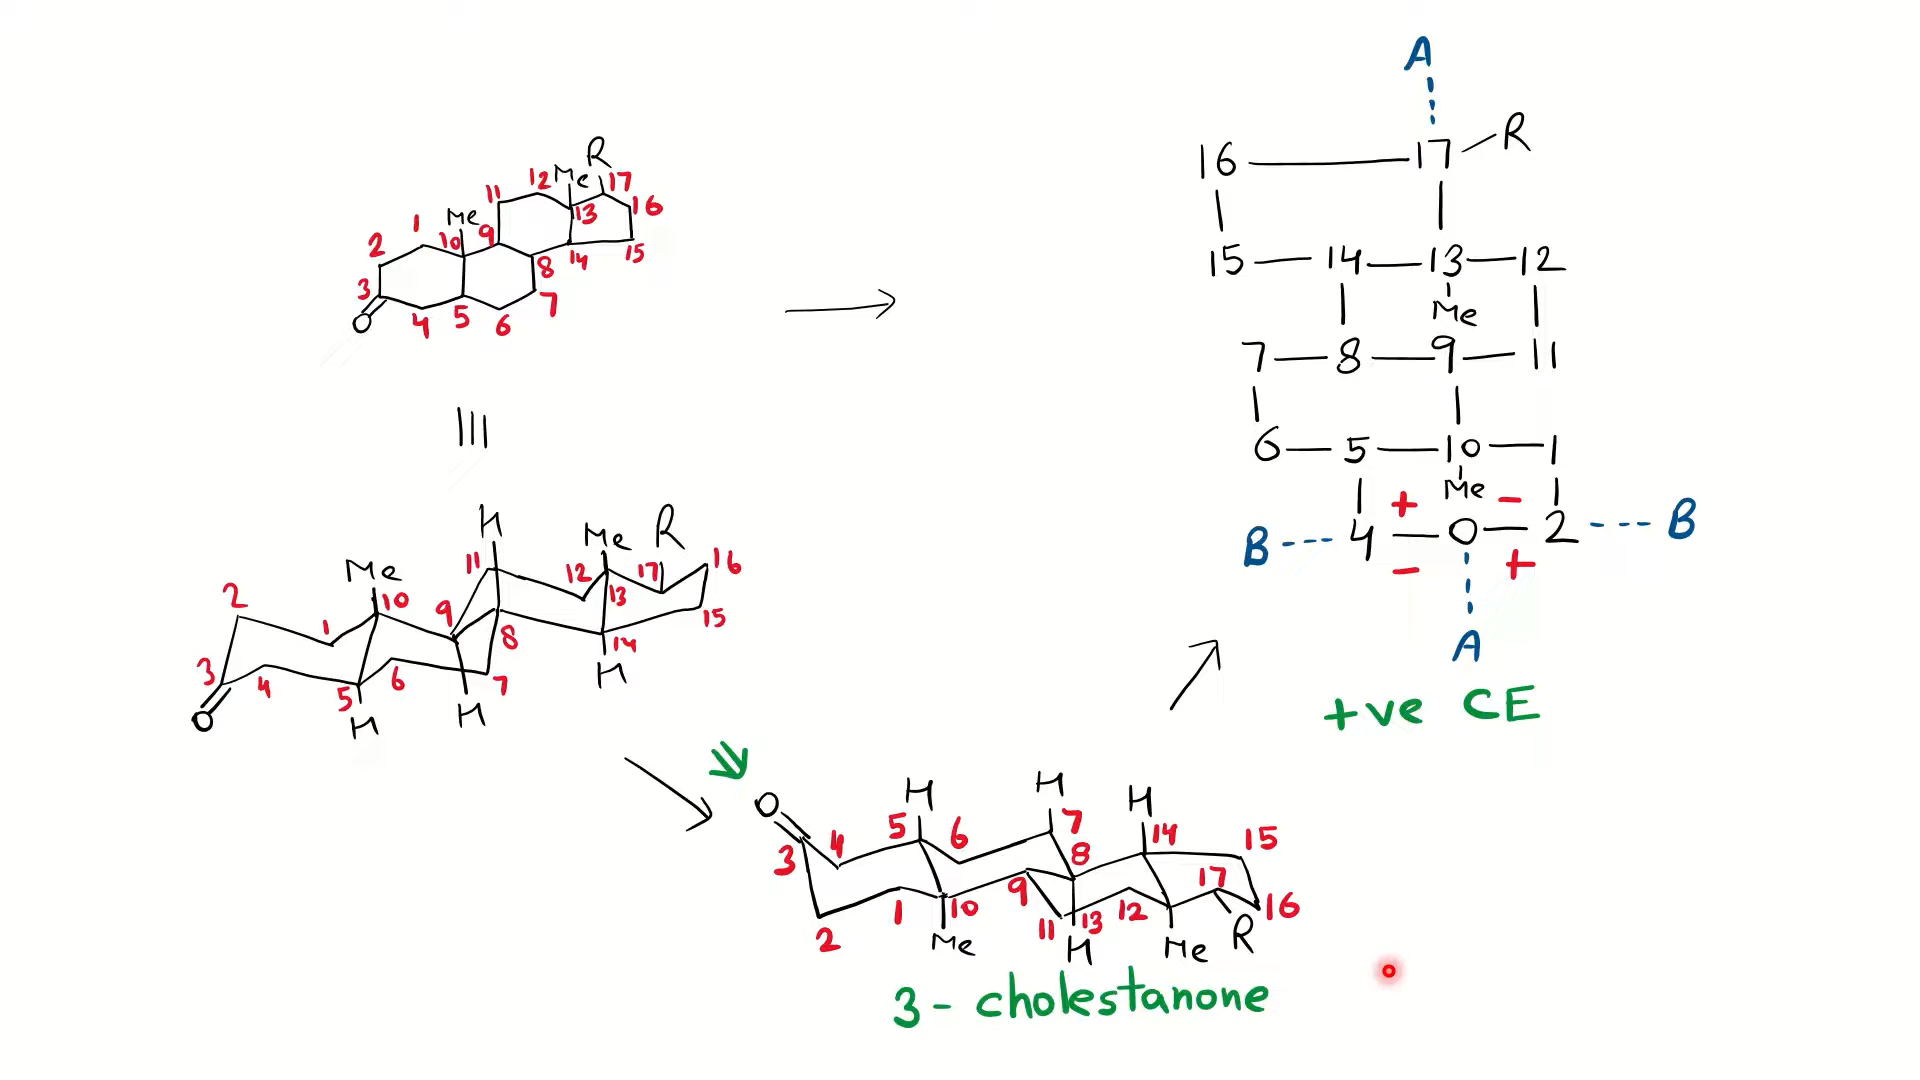 A
16 17 R
15 14 13 12
Me
7 8 9 11
6 5 10 1
Me
+ -
B 4 O 2 B
- +
A
+ve CE
R
12 Me 17
11
Me 13 16
1 10 9
2 14 15
8
3
O 4 5 6 7
|||
H Me R
Me 11 12 13 17 16
2 10 9
1 8 14 15
3 4 5 6 7 H
O H H
O H H H
3 4 5 6 7 8 14 15
2 1 10 9 11 13 12 17 16
Me H Me R
3 - cholestanone